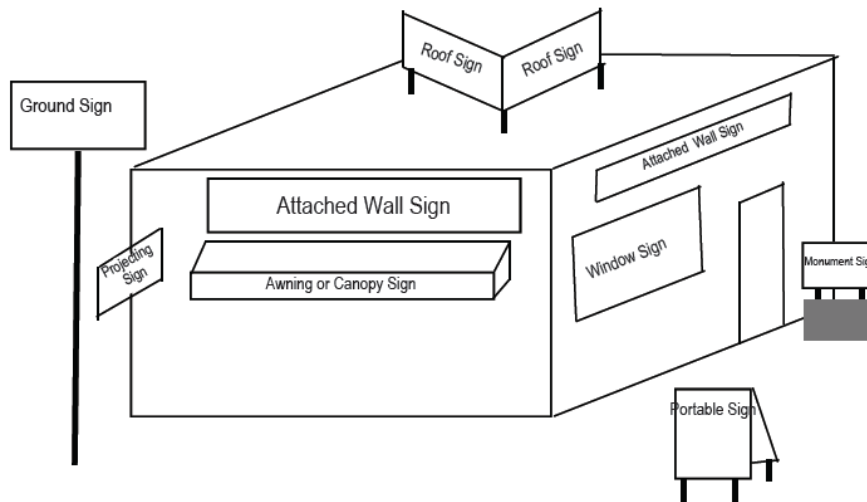 Roof Sign
Roof Sign
Ground Sign
Attached Wall Sign
Attached Wall Sign
Projecting
Sign
Window Sign
Awning or Canopy Sign
Monument Sig
Portable Sign